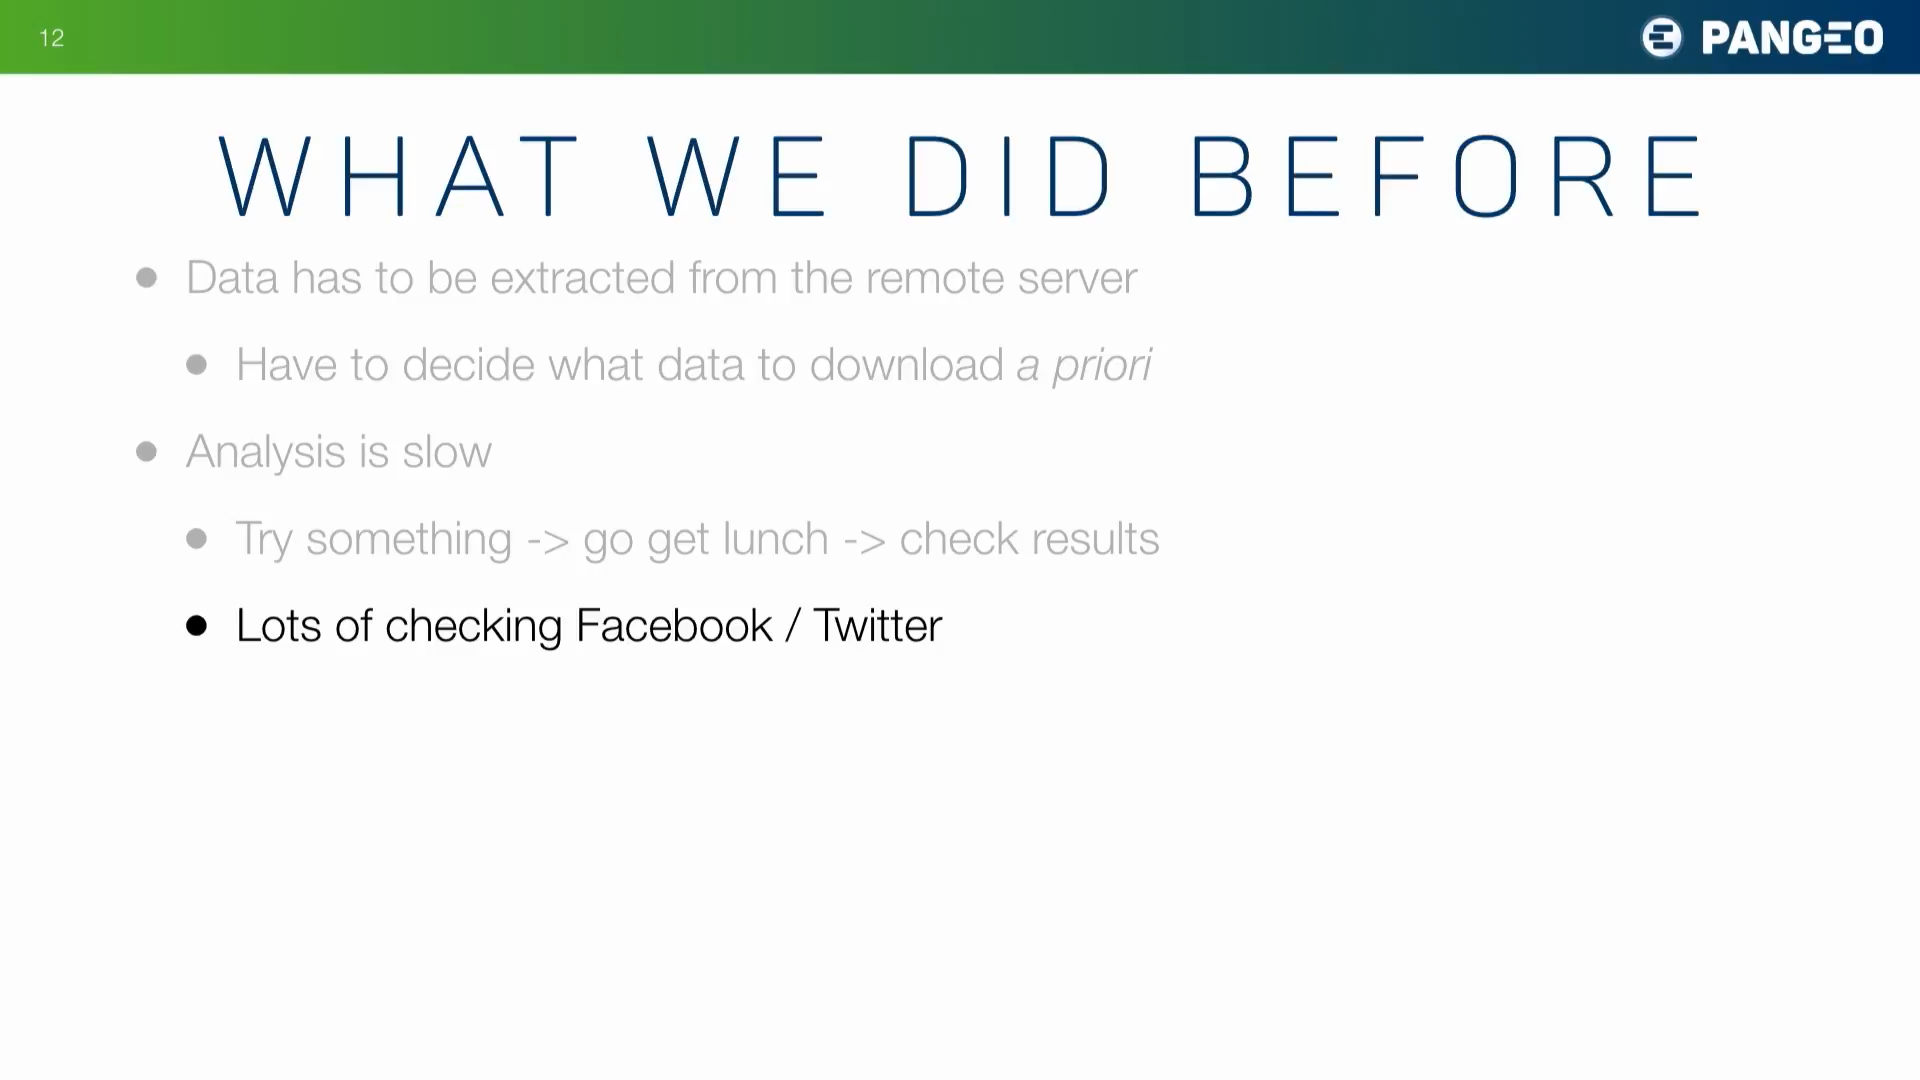 12
PANGEO
WHAT WE DID BEFORE
● Data has to be extracted from the remote server
● Have to decide what data to download a priori
● Analysis is slow
● Try something -> go get lunch -> check results
● Lots of checking Facebook / Twitter